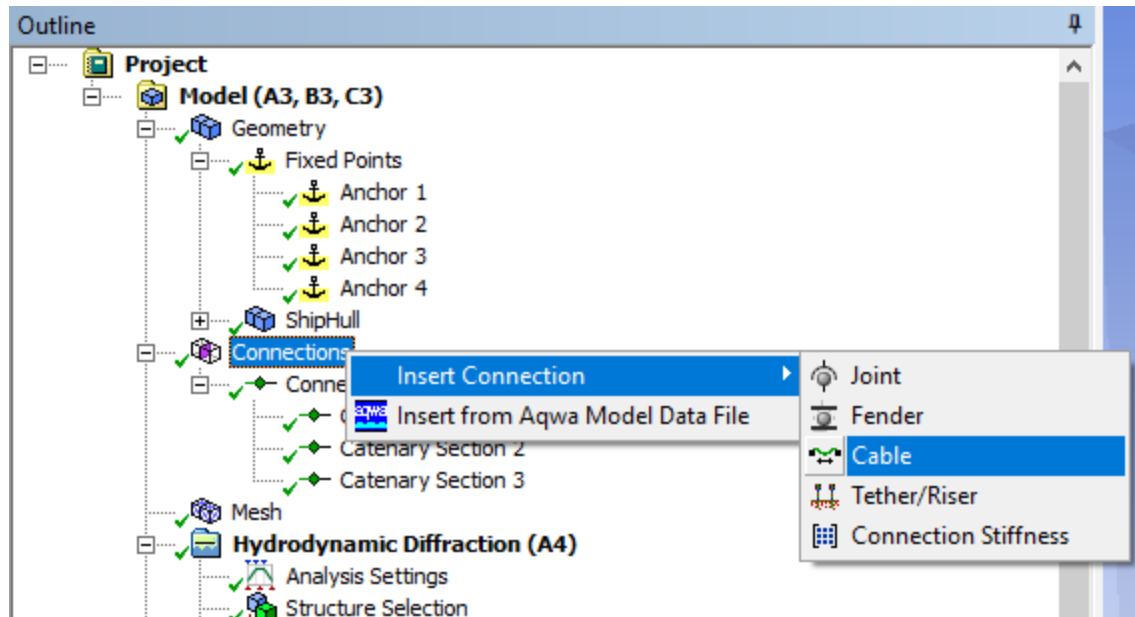 Outline
Project
Model (A3, B3, C3)
Geometry
Fixed Points
Anchor 1
Anchor 2
Anchor 3
Anchor 4
ShipHull
Connections
Insert Connection
Joint
Conne
Insert from Aqwa Model Data File
Fender
Catenary Section 2
Cable
Catenary Section 3
Tether/Riser
Mesh
Connection Stiffness
Hydrodynamic Diffraction (A4)
Analysis Settings
Structure Selection